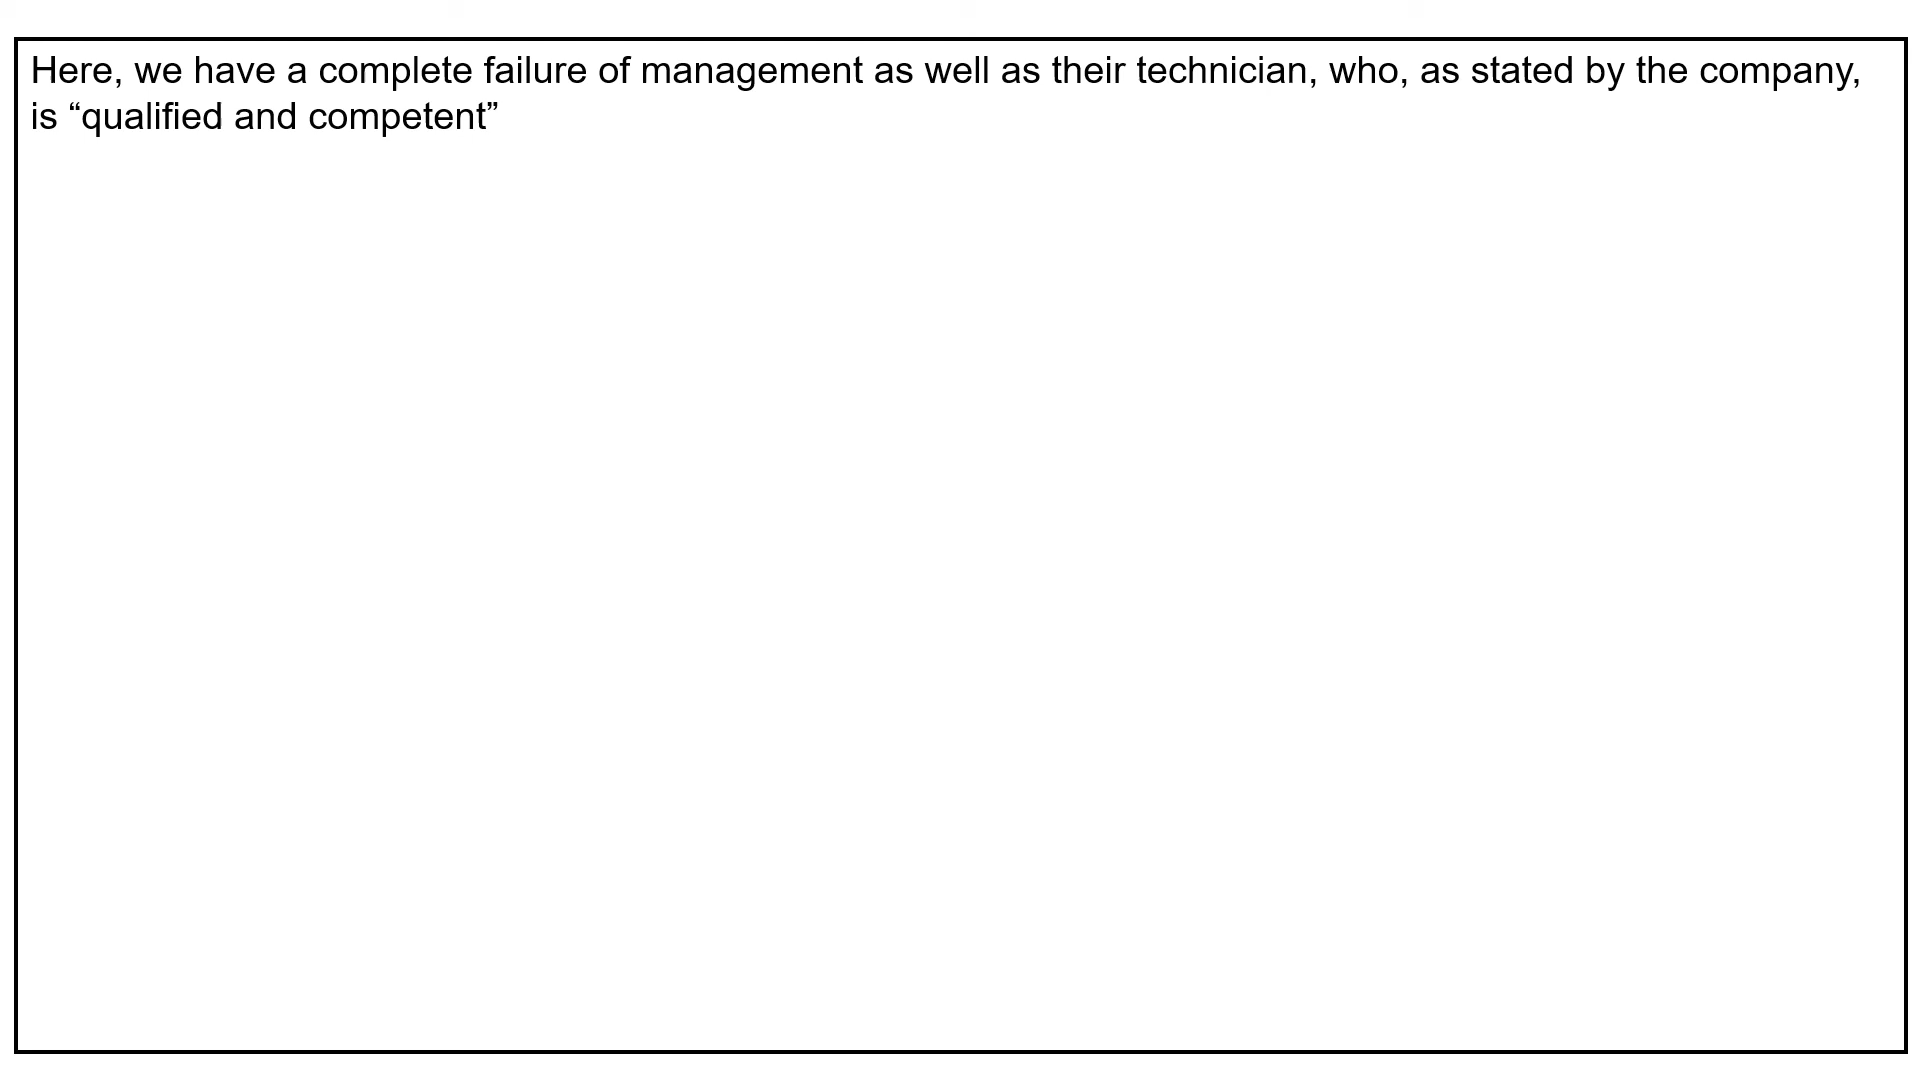 Here, we have a complete failure of management as well as their technician, who, as stated by the company,
is “qualified and competent”